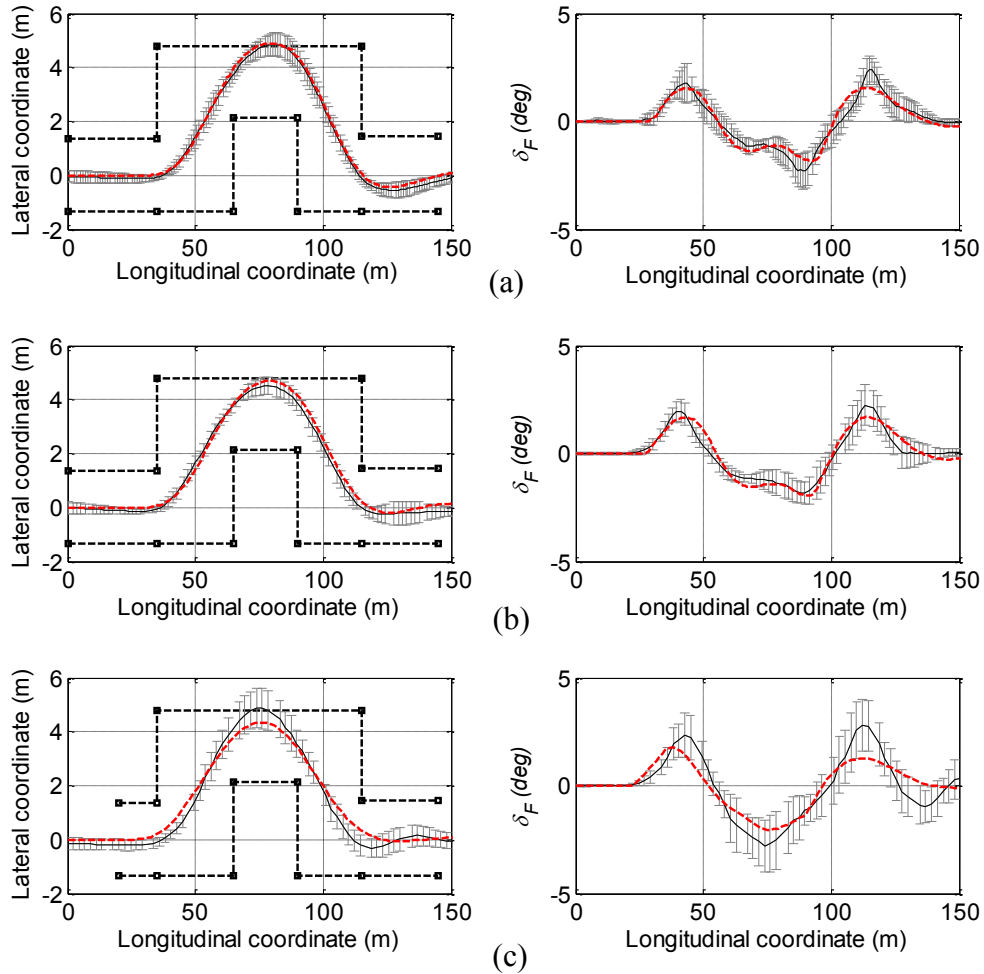 Lateral coordinate (m)
6
4
2
0
-2
0 50 100 150
Longitudinal coordinate (m)
δF (deg)
5
0
-5
0 50 100 150
Longitudinal coordinate (m)
(a)
Lateral coordinate (m)
6
4
2
0
-2
0 50 100 150
Longitudinal coordinate (m)
δF (deg)
5
0
-5
0 50 100 150
Longitudinal coordinate (m)
(b)
Lateral coordinate (m)
6
4
2
0
-2
0 50 100 150
Longitudinal coordinate (m)
δF (deg)
5
0
-5
0 50 100 150
Longitudinal coordinate (m)
(c)